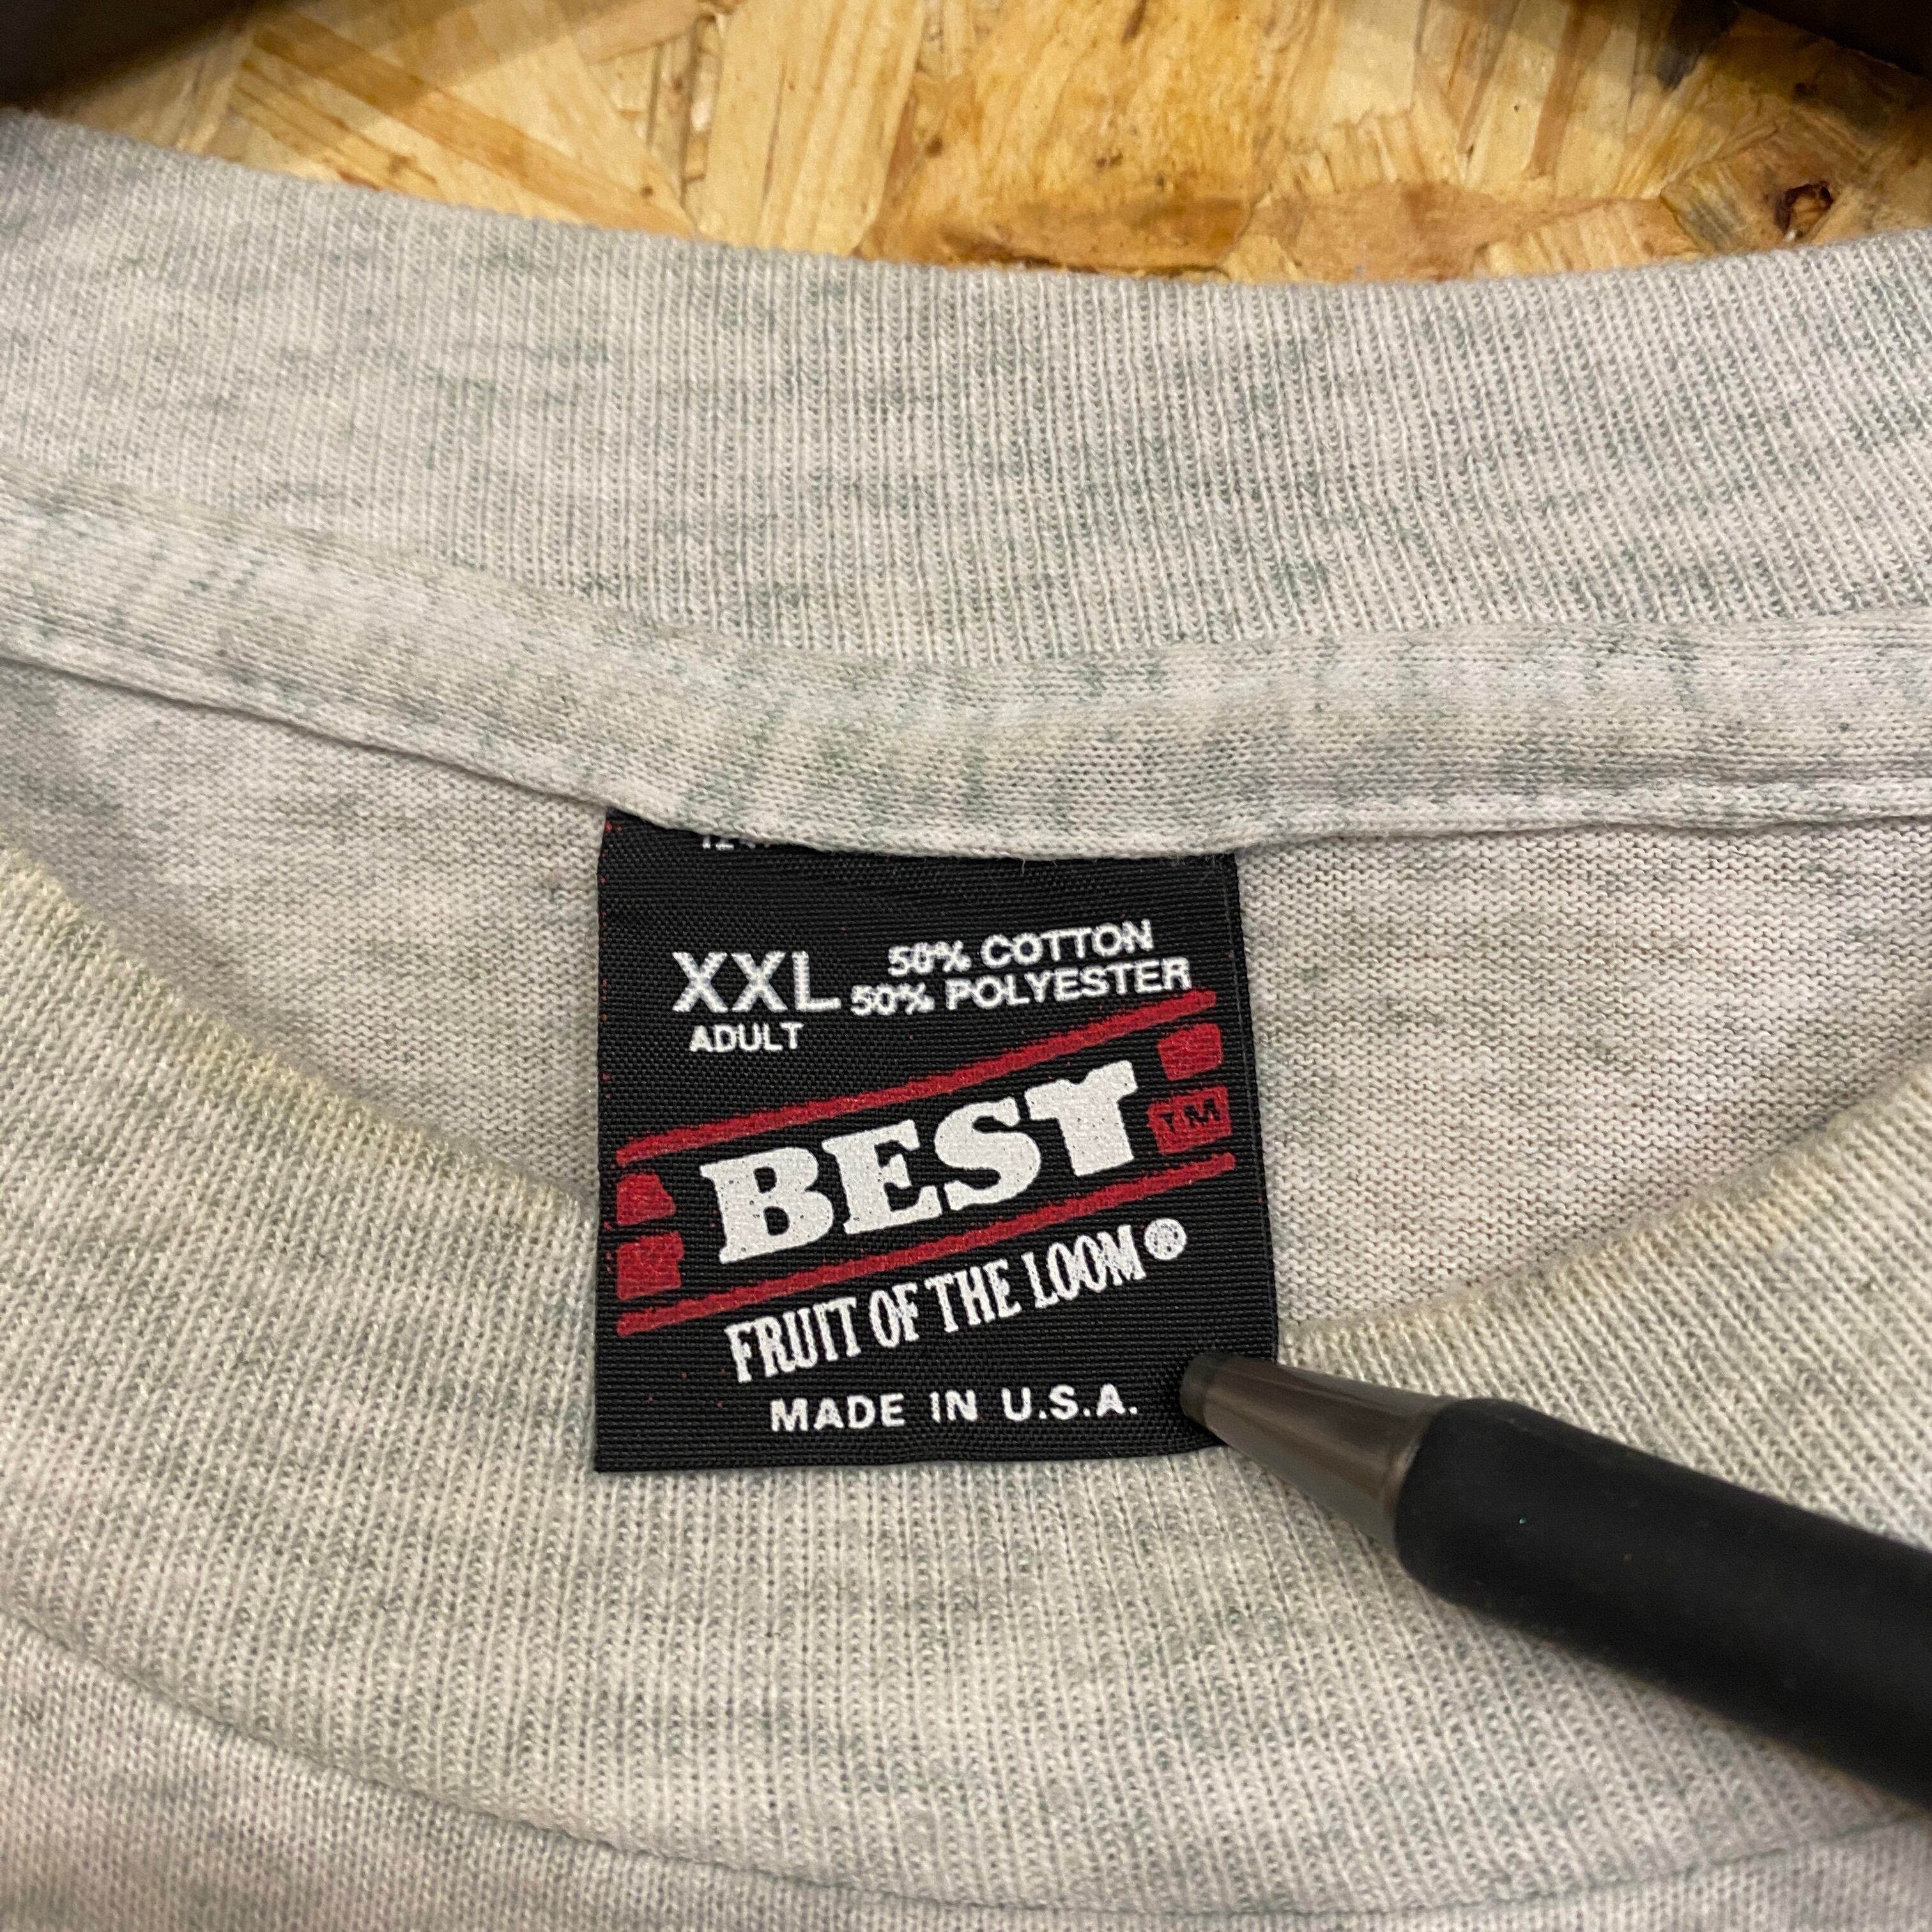 XXL 50% COTTON
50% POLYESTER
ADULT
BEST TM
FRUIT OF THE LOOM®
MADE IN U.S.A.